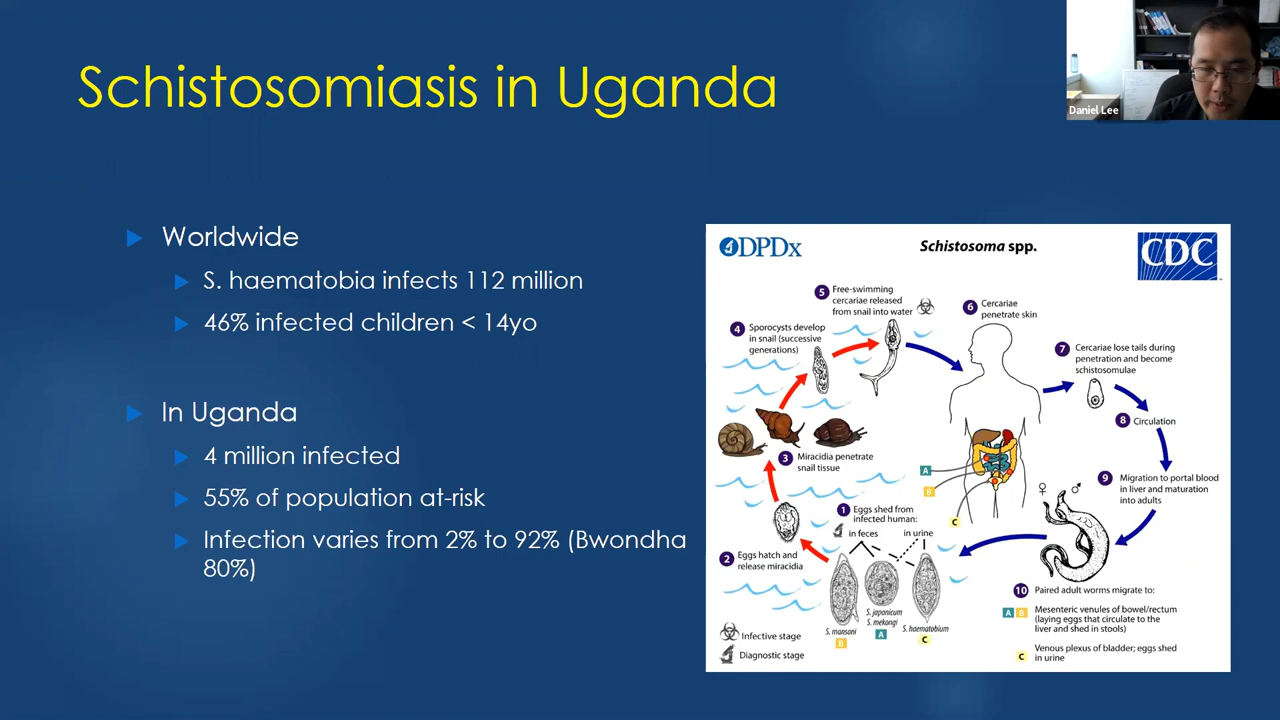 Schistosomiasis in Uganda
Daniel Lee
Worldwide
S. haematobia infects 112 million
46% infected children < 14yo
In Uganda
4 million infected
55% of population at-risk
Infection varies from 2% to 92% (Bwondha
80%)
DPDx
Schistosoma spp.
CDC
1 Eggs shed from
infected human:
in feces
in urine
2 Eggs hatch and
release miracidia
3 Miracidia penetrate
snail tissue
4 Sporocysts develop
in snail (successive
generations)
5 Free-swimming
cercariae released
from snail into water
6 Cercariae
penetrate skin
7 Cercariae lose tails during
penetration and become
schistosomulae
8 Circulation
9 Migration to portal blood
in liver and maturation
into adults
♀ ♂
10 Paired adult worms migrate to:
A B Mesenteric venules of bowel/rectum
(laying eggs that circulate to the
liver and shed in stools)
C Venous plexus of bladder; eggs shed
in urine
A
B
C
S. mansoni
B
S. japonicum
S. mekongi
A
S. haematobium
C
Infective stage
Diagnostic stage